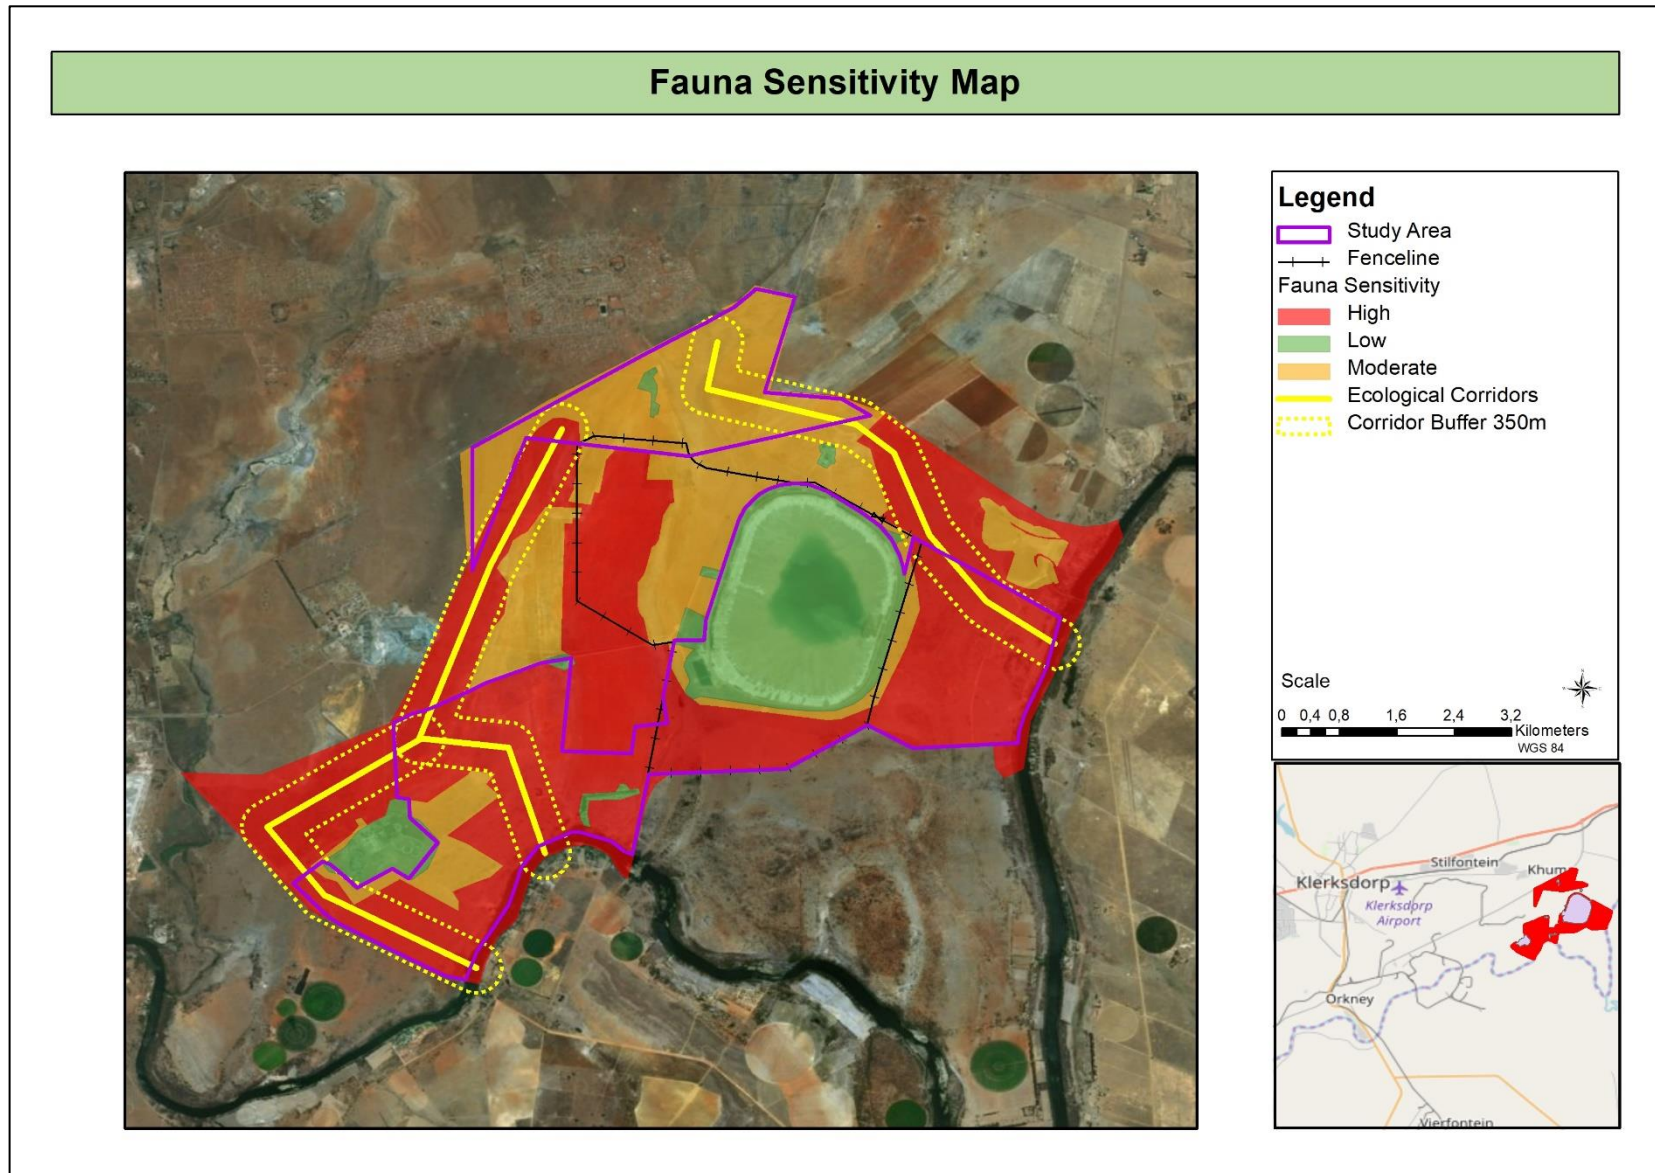 Fauna Sensitivity Map
Legend
Study Area
Fenceline
Fauna Sensitivity
High
Low
Moderate
Ecological Corridors
Corridor Buffer 350m
Scale
0 0,4 0,8 1,6 2,4 3,2
Kilometers
WGS 84
Stilfontein
Khum
Klerksdorp
Klerksdorp
Airport
Orkney
Vierfontein